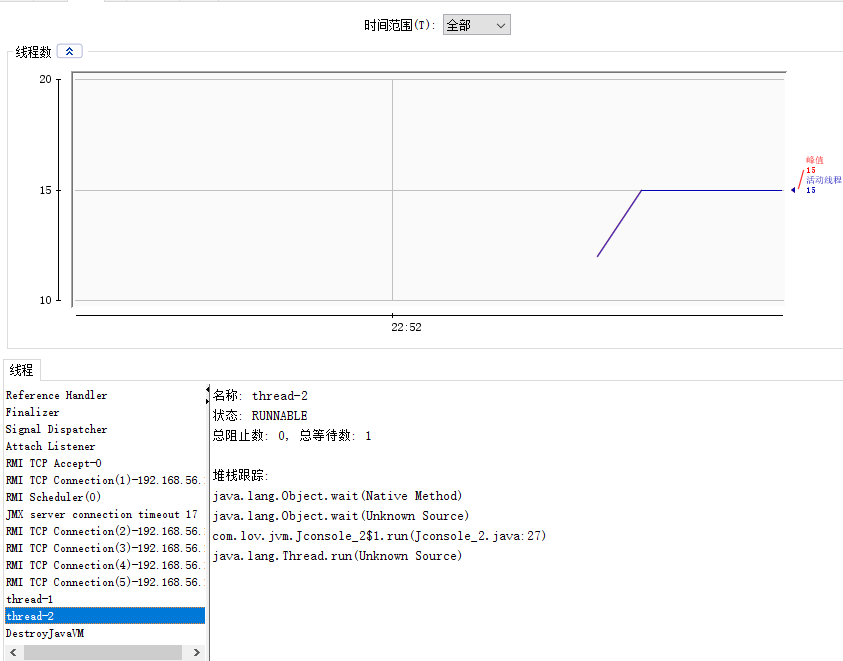 时间范围(T): 全部
线程数
20
15
10
峰值
15
活动线程
15
22:52
线程
Reference Handler
Finalizer
Signal Dispatcher
Attach Listener
RMI TCP Accept-0
RMI TCP Connection(1)-192.168.56.
RMI Scheduler(0)
JMX server connection timeout 17
RMI TCP Connection(2)-192.168.56.
RMI TCP Connection(3)-192.168.56.
RMI TCP Connection(4)-192.168.56.
RMI TCP Connection(5)-192.168.56.
thread-1
thread-2
DestroyJavaVM
名称: thread-2
状态: RUNNABLE
总阻止数: 0, 总等待数: 1
堆栈跟踪:
java.lang.Object.wait(Native Method)
java.lang.Object.wait(Unknown Source)
com.lov.jvm.Jconsole_2$1.run(Jconsole_2.java:27)
java.lang.Thread.run(Unknown Source)